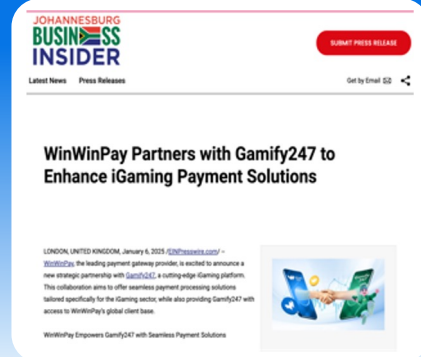 JOHANNESBURG
BUSINESS
INSIDER
SUBMIT PRESS RELEASE
Latest News Press Releases
Get by Email
WinWinPay Partners with Gamify247 to
Enhance iGaming Payment Solutions
LONDON, UNITED KINGDOM, January 6, 2025 /EINPresswire.com/ --
WinWinPay, the leading payment gateway provider, is excited to announce a
new strategic partnership with Gamify247, a cutting-edge iGaming platform.
This collaboration aims to offer seamless payment processing solutions
tailored specifically for the iGaming sector, while also providing Gamify247 with
access to WinWinPay's global client base.
WinWinPay Empowers Gamify247 with Seamless Payment Solutions